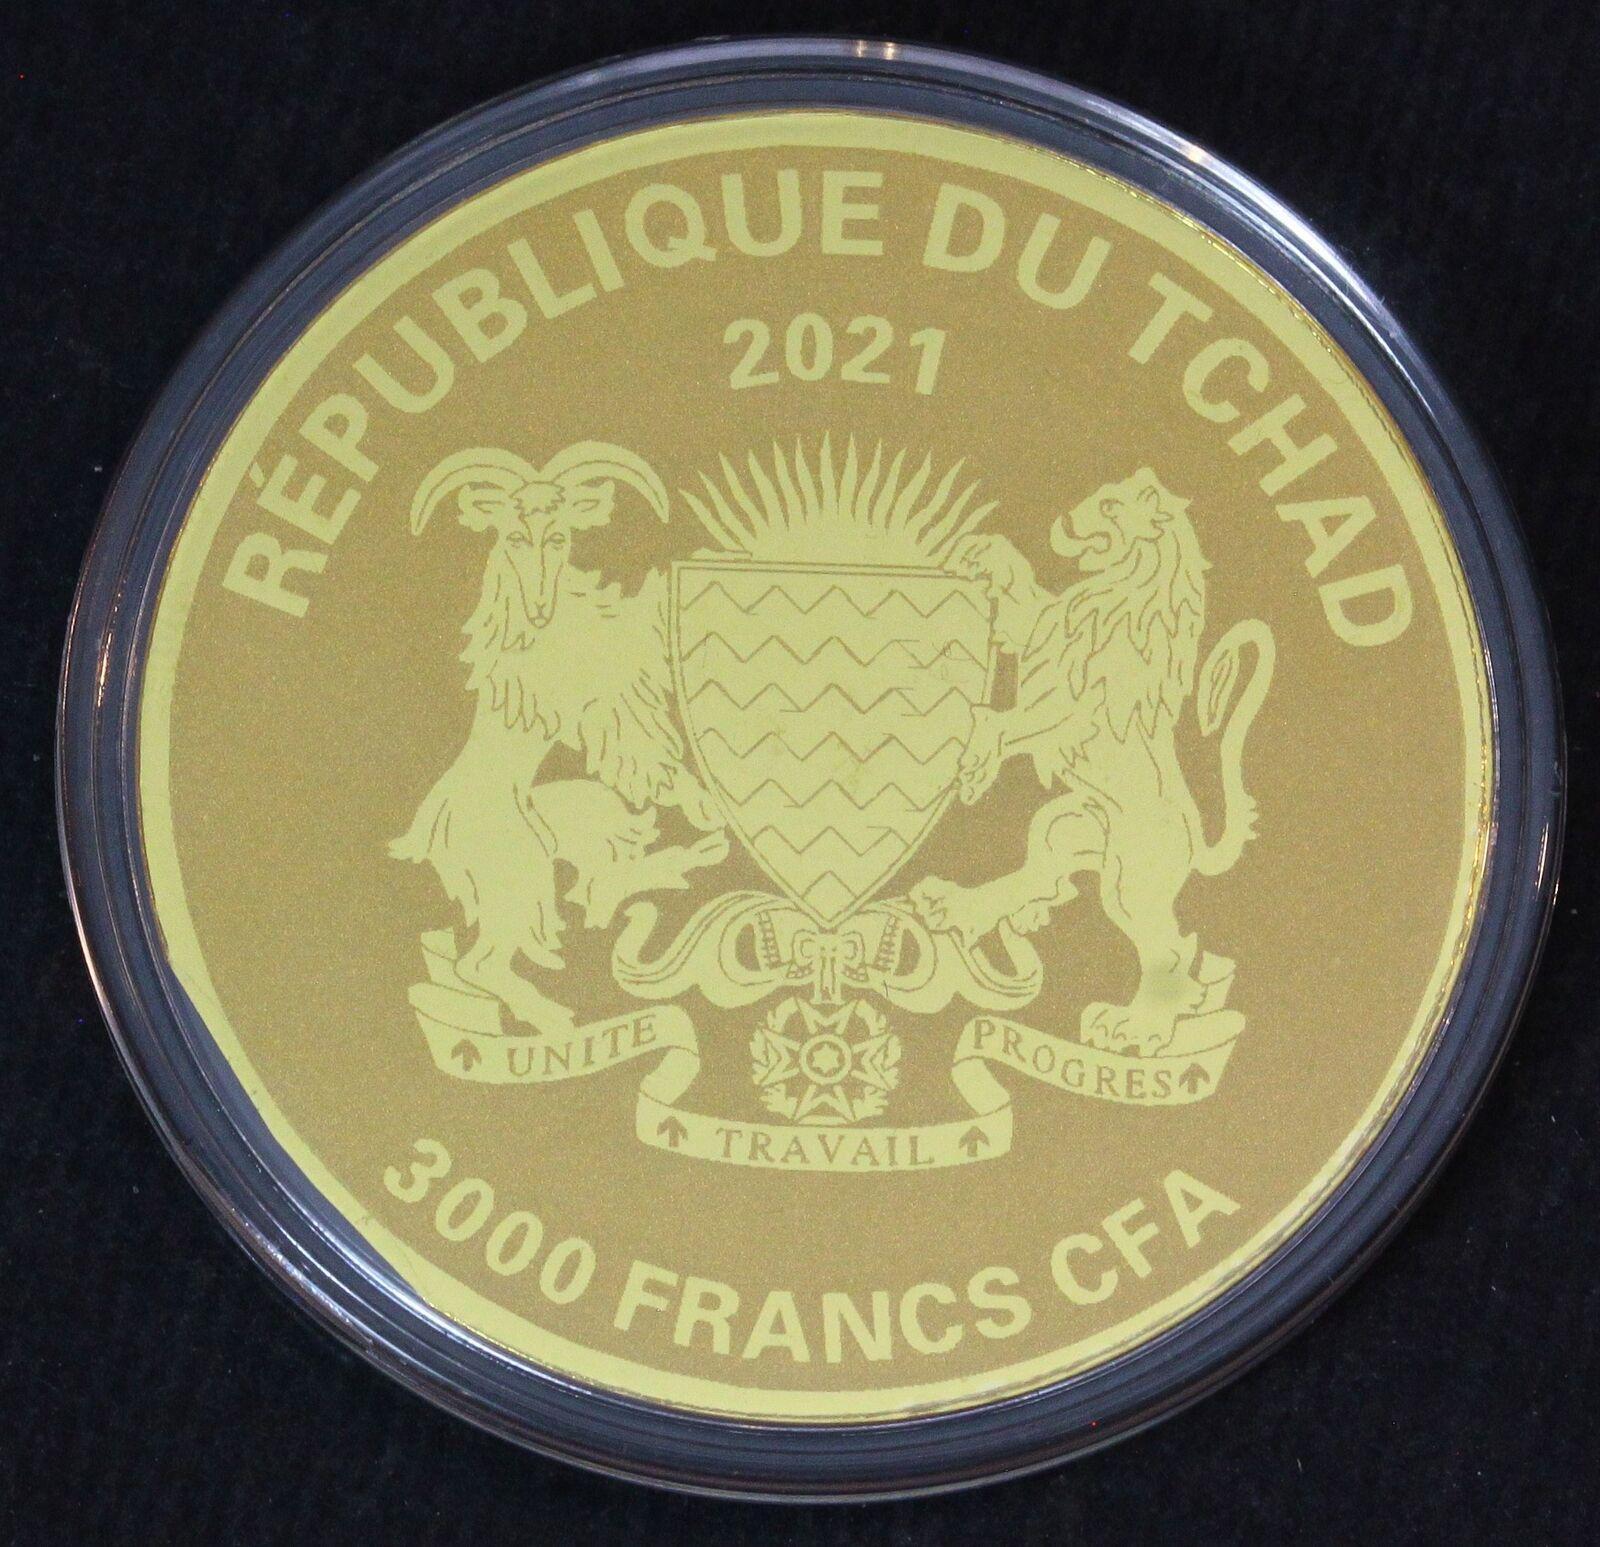 RÉPUBLIQUE DU TCHAD
2021
UNITE
TRAVAIL
PROGRES
3000 FRANCS CFA